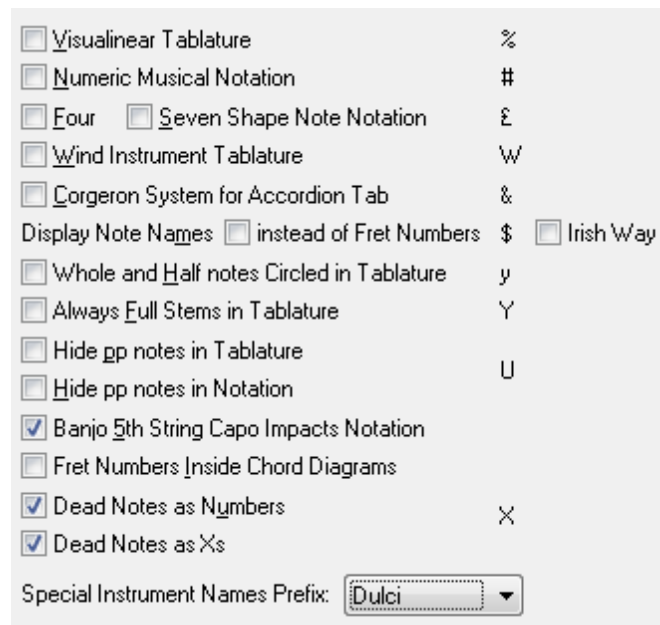 Visualinear Tablature %
Numeric Musical Notation #
Four Seven Shape Note Notation £
Wind Instrument Tablature W
Corgeron System for Accordion Tab &
Display Note Names instead of Fret Numbers $ Irish Way
Whole and Half notes Circled in Tablature y
Always Full Stems in Tablature Y
Hide pp notes in Tablature
U
Hide pp notes in Notation
Banjo 5th String Capo Impacts Notation
Fret Numbers Inside Chord Diagrams
Dead Notes as Numbers
X
Dead Notes as Xs
Special Instrument Names Prefix: Dulci